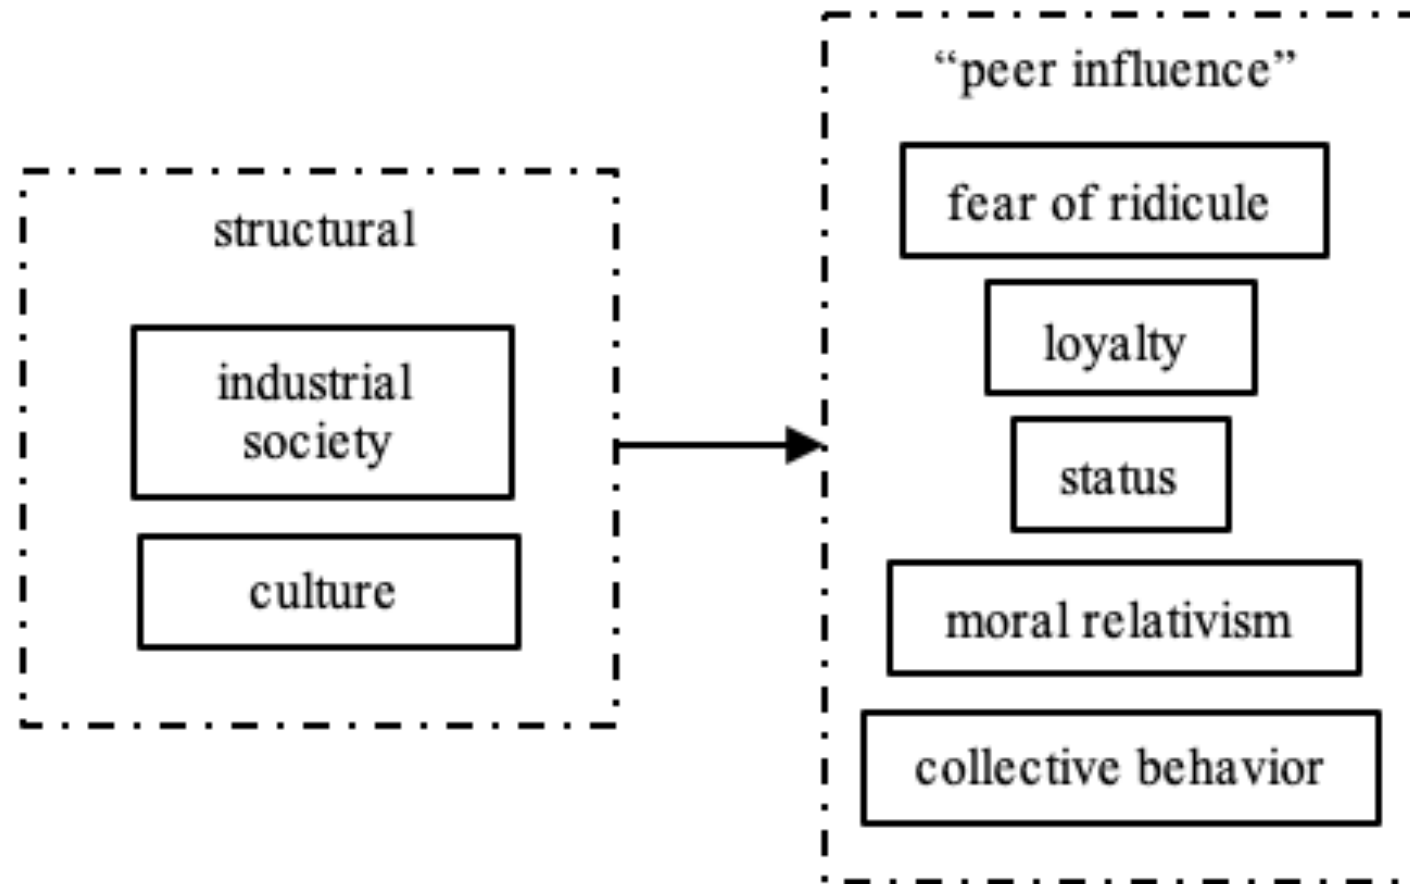 structural
industrial
society
culture
“peer influence”
fear of ridicule
loyalty
status
moral relativism
collective behavior